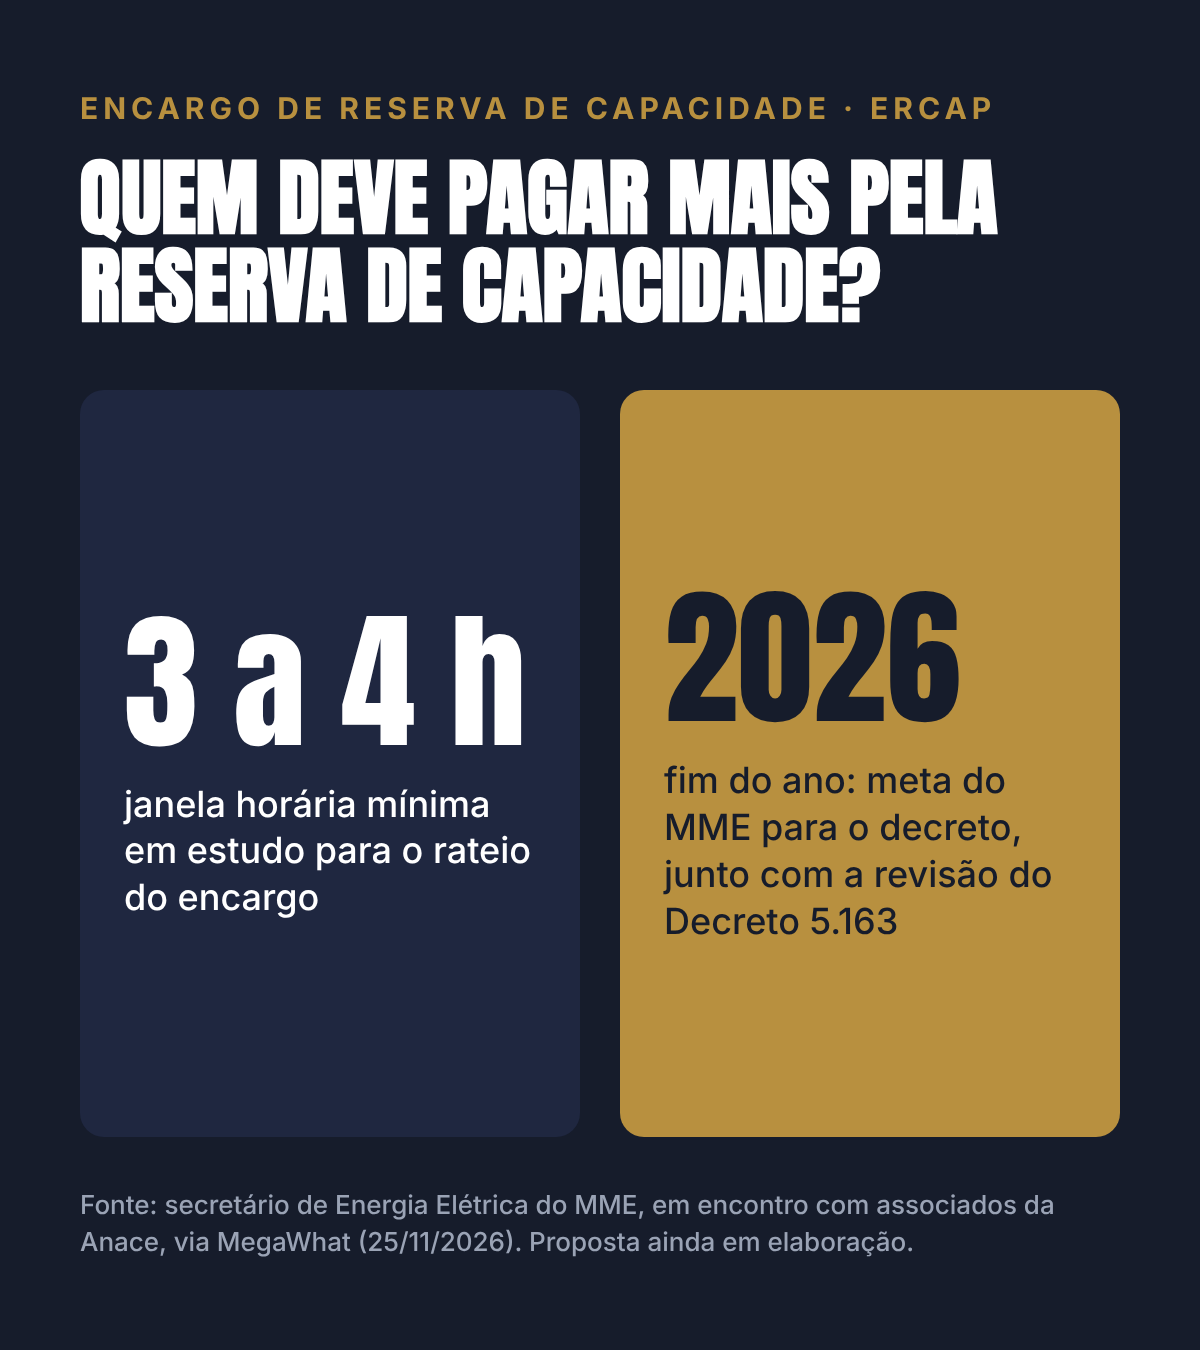 ENCARGO DE RESERVA DE CAPACIDADE · ERCAP
QUEM DEVE PAGAR MAIS PELA
RESERVA DE CAPACIDADE?
3 a 4 h
janela horária mínima
em estudo para o rateio
do encargo
2026
fim do ano: meta do
MME para o decreto,
junto com a revisão do
Decreto 5.163
Fonte: secretário de Energia Elétrica do MME, em encontro com associados da
Anace, via MegaWhat (25/11/2026). Proposta ainda em elaboração.